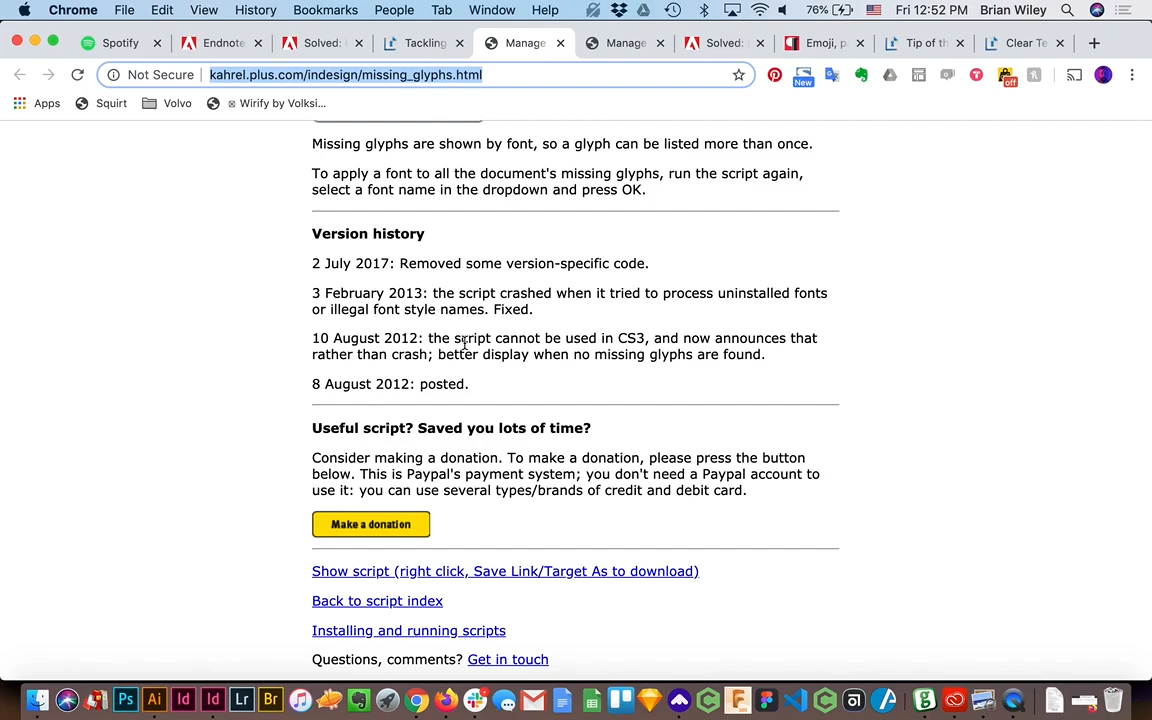 Chrome File Edit View History Bookmarks People Tab Window Help 76% Fri 12:52 PM Brian Wiley
Spotify Endnote Solved: Tackling Manage Manage Solved: Emoji, p Tip of th Clear Te
Not Secure kahrel.plus.com/indesign/missing_glyphs.html New off
Apps Squirt Volvo Wirify by Volksi...
Missing glyphs are shown by font, so a glyph can be listed more than once.
To apply a font to all the document's missing glyphs, run the script again,
select a font name in the dropdown and press OK.
Version history
2 July 2017: Removed some version-specific code.
3 February 2013: the script crashed when it tried to process uninstalled fonts
or illegal font style names. Fixed.
10 August 2012: the script cannot be used in CS3, and now announces that
rather than crash; better display when no missing glyphs are found.
8 August 2012: posted.
Useful script? Saved you lots of time?
Consider making a donation. To make a donation, please press the button
below. This is Paypal's payment system; you don't need a Paypal account to
use it: you can use several types/brands of credit and debit card.
Make a donation
Show script (right click, Save Link/Target As to download)
Back to script index
Installing and running scripts
Questions, comments? Get in touch
Ps Ai Id Id Lr Br